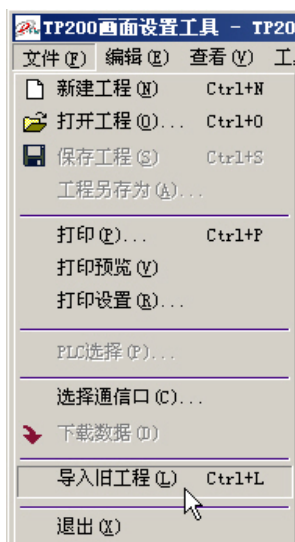 TP200画面设置工具 - TP20
文件(F) 编辑(E) 查看(V) 工
新建工程(N) Ctrl+N
打开工程(O)... Ctrl+O
保存工程(S) Ctrl+S
工程另存为(A)...
打印(P)... Ctrl+P
打印预览(V)
打印设置(R)...
PLC选择(P)...
选择通信口(C)...
下载数据(D)
导入旧工程(L) Ctrl+L
退出(X)